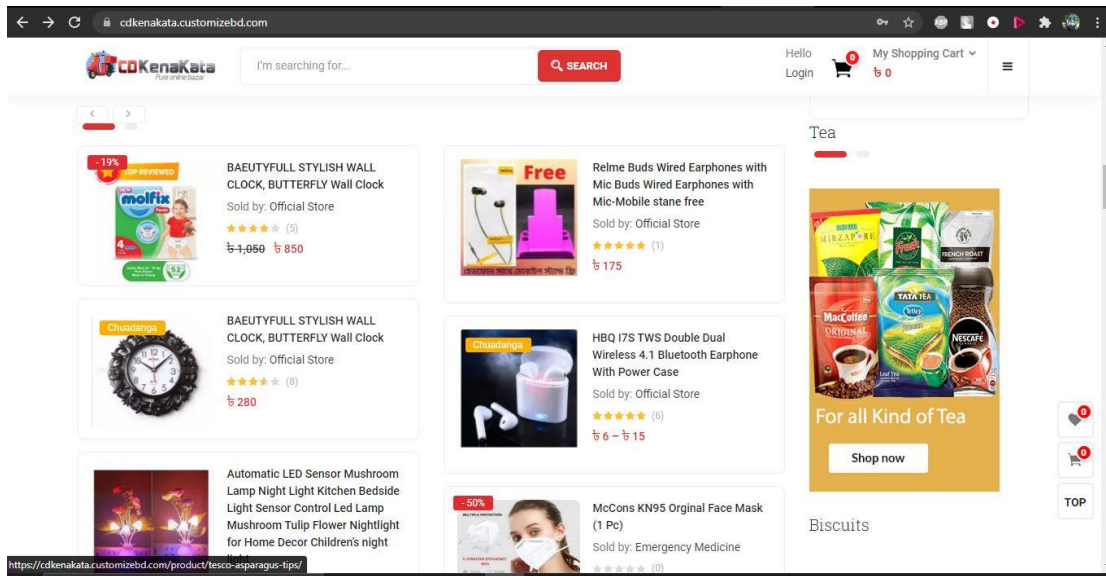 cdkenakata.customizebd.com
CDKenaKata
Pure online bazar
I'm searching for...
SEARCH
Hello
Login
0
My Shopping Cart
৳ 0
-19%
TOP REVIEWED
molfix
4
52
BAEUTYFULL STYLISH WALL
CLOCK, BUTTERFLY Wall Clock
Sold by: Official Store
(5)
৳ 1,050 ৳ 850
Chuadanga
BAEUTYFULL STYLISH WALL
CLOCK, BUTTERFLY Wall Clock
Sold by: Official Store
(8)
৳ 280
Automatic LED Sensor Mushroom
Lamp Night Light Kitchen Bedside
Light Sensor Control Led Lamp
Mushroom Tulip Flower Nightlight
for Home Decor Children's night
light
Free
হেডফোন সাথে মোবাইল স্ট্যান্ড ফ্রি
Relme Buds Wired Earphones with
Mic Buds Wired Earphones with
Mic-Mobile stane free
Sold by: Official Store
(1)
৳ 175
Chuadanga
HBQ I7S TWS Double Dual
Wireless 4.1 Bluetooth Earphone
With Power Case
Sold by: Official Store
(6)
৳ 6 – ৳ 15
-50%
McCons KN95 Orginal Face Mask
(1 Pc)
Sold by: Emergency Medicine
(0)
Tea
MIRZAPORE
Fresh
FRENCH ROAST
TATA TEA
Tetley
MacCoffee
ORIGINAL
NESCAFÉ
For all Kind of Tea
Shop now
Biscuits
0
0
TOP
https://cdkenakata.customizebd.com/product/tesco-asparagus-tips/